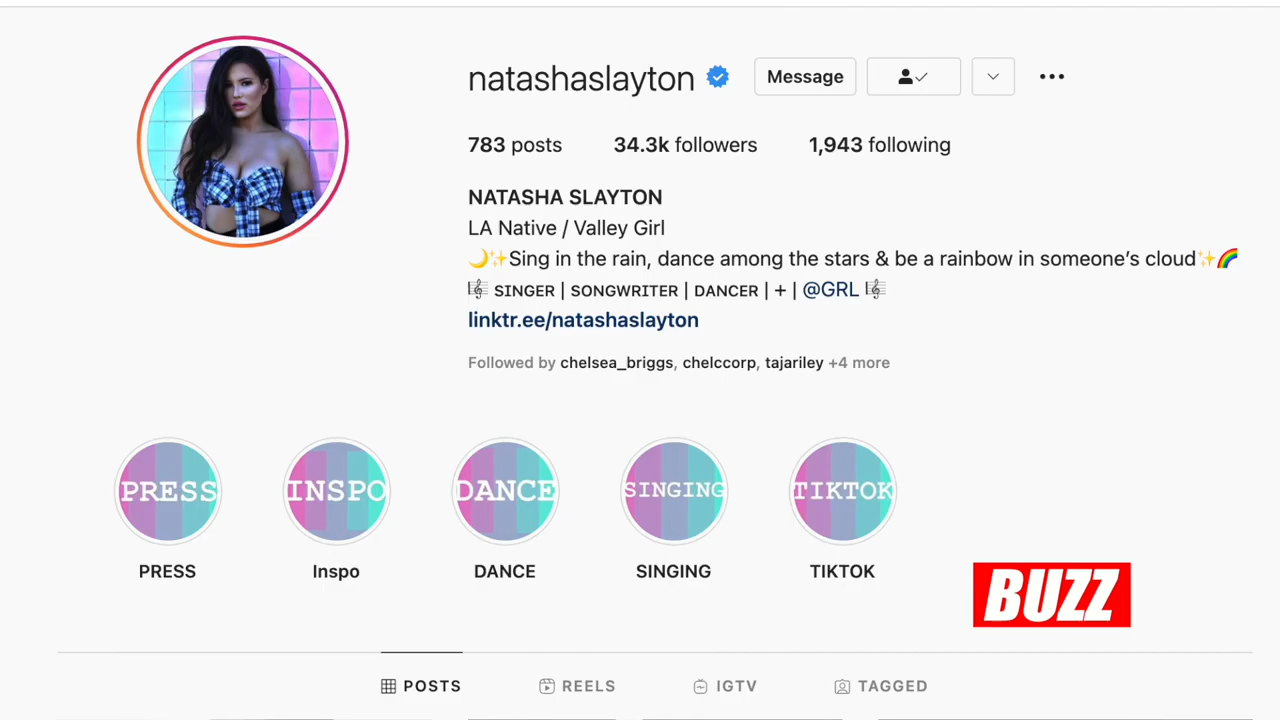 natashaslayton Message
783 posts 34.3k followers 1,943 following
NATASHA SLAYTON
LA Native / Valley Girl
🌙✨Sing in the rain, dance among the stars & be a rainbow in someone’s cloud✨🌈
🎼 SINGER | SONGWRITER | DANCER | + | @GRL 🎼
linktr.ee/natashaslayton
Followed by chelsea_briggs, chelccorp, tajariley +4 more
PRESS INSPO DANCE SINGING TIKTOK
PRESS Inspo DANCE SINGING TIKTOK
BUZZ
POSTS REELS IGTV TAGGED